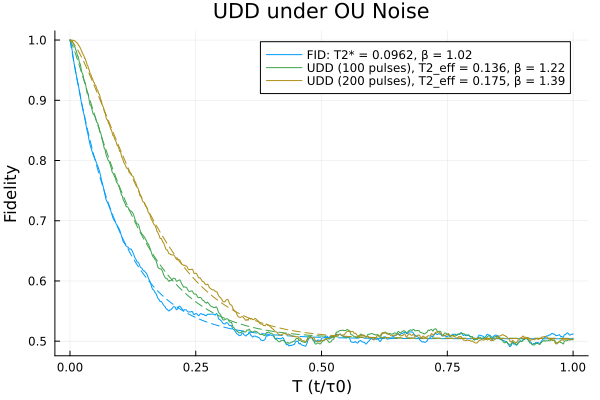 UDD under OU Noise
FID: T2* = 0.0962, β = 1.02
UDD (100 pulses), T2_eff = 0.136, β = 1.22
UDD (200 pulses), T2_eff = 0.175, β = 1.39
Fidelity
1.0
0.9
0.8
0.7
0.6
0.5
0.00 0.25 0.50 0.75 1.00
T (t/τ0)